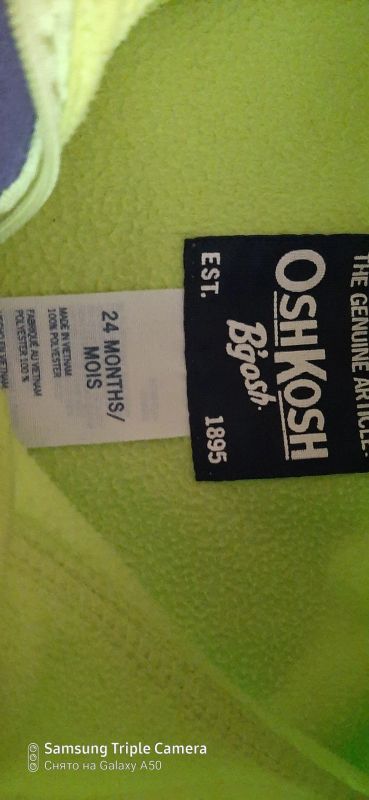 THE GENUINE ARTICLE.
OSHKOSH
B'gosh.
EST. 1895
24 MONTHS/
MOIS
MADE IN VIETNAM
100% POLYESTER
FABRIQUÉ AU VIETNAM
POLYESTER 100 %
Samsung Triple Camera
Снято на Galaxy A50